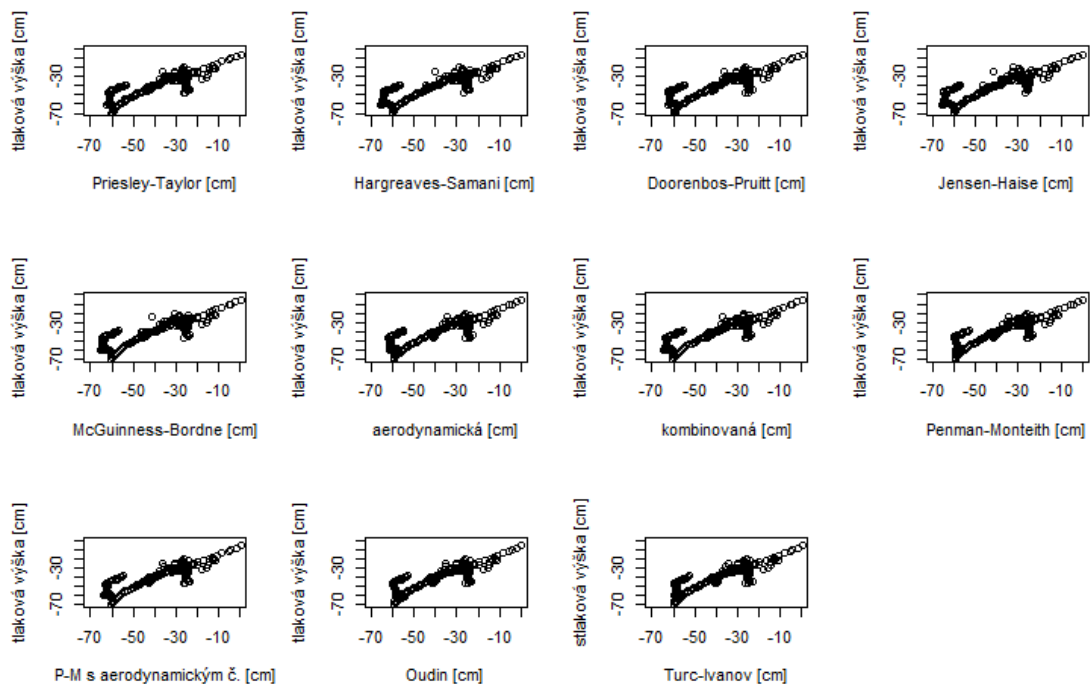 tlaková výška [cm]
-70 -30
-70 -50 -30 -10
Priesley-Taylor [cm]
tlaková výška [cm]
-70 -30
-70 -50 -30 -10
Hargreaves-Samani [cm]
tlaková výška [cm]
-70 -30
-70 -50 -30 -10
Doorenbos-Pruitt [cm]
tlaková výška [cm]
-70 -30
-70 -50 -30 -10
Jensen-Haise [cm]
tlaková výška [cm]
-70 -30
-70 -50 -30 -10
McGuinness-Bordne [cm]
tlaková výška [cm]
-70 -30
-70 -50 -30 -10
aerodynamická [cm]
tlaková výška [cm]
-70 -30
-70 -50 -30 -10
kombinovaná [cm]
tlaková výška [cm]
-70 -30
-70 -50 -30 -10
Penman-Monteith [cm]
tlaková výška [cm]
-70 -30
-70 -50 -30 -10
P-M s aerodynamickým č. [cm]
tlaková výška [cm]
-70 -30
-70 -50 -30 -10
Oudin [cm]
stlaková výška [cm]
-70 -30
-70 -50 -30 -10
Turc-Ivanov [cm]